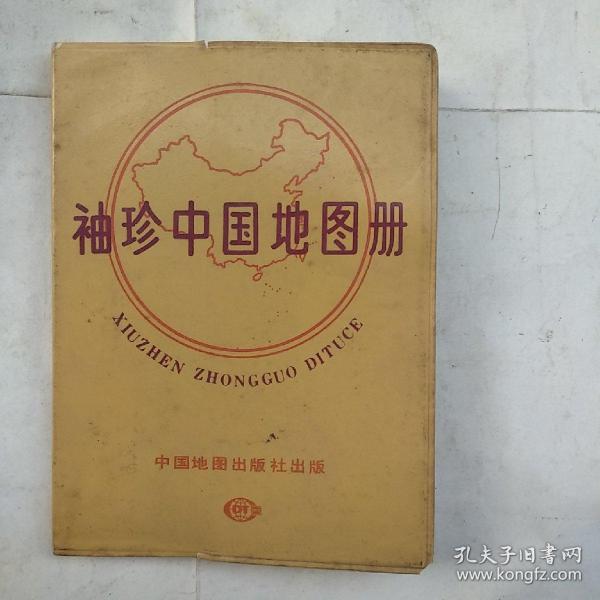 袖珍中国地图册
XIUZHEN ZHONGGUO DITUCE
中国地图出版社出版
孔夫子旧书网
www.kongfz.com